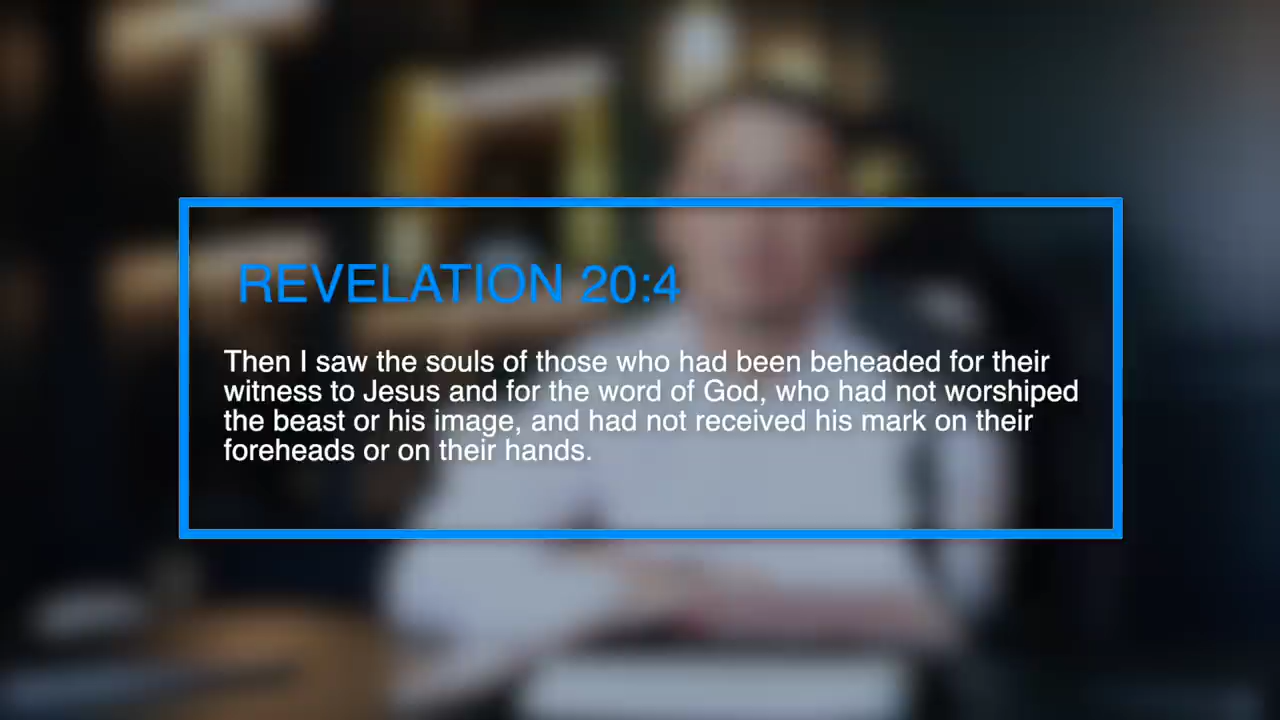 REVELATION 20:4
Then I saw the souls of those who had been beheaded for their
witness to Jesus and for the word of God, who had not worshiped
the beast or his image, and had not received his mark on their
foreheads or on their hands.